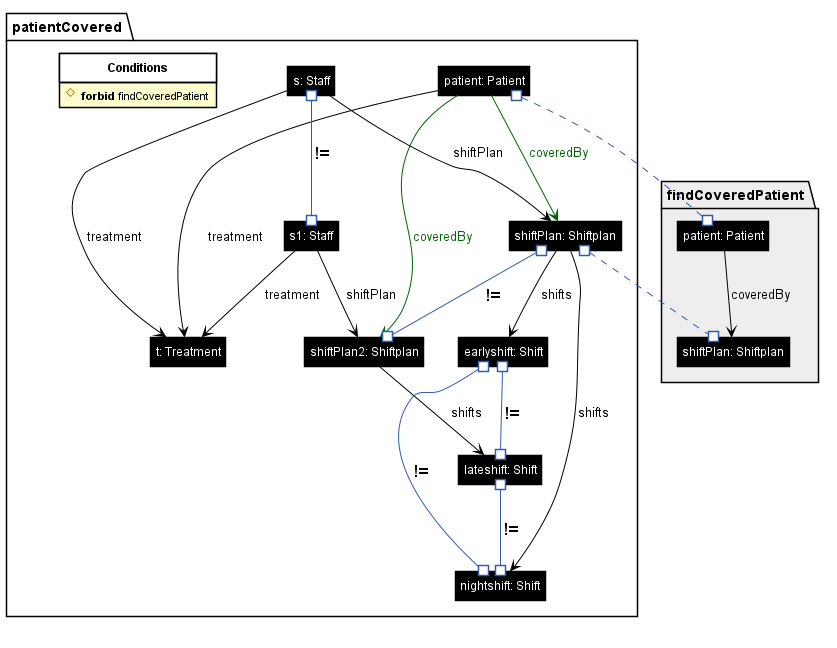 patientCovered
Conditions
forbid findCoveredPatient
s: Staff
patient: Patient
!=
shiftPlan
coveredBy
findCoveredPatient
treatment
treatment
coveredBy
s1: Staff
shiftPlan: Shiftplan
patient: Patient
treatment
shiftPlan
!=
shifts
coveredBy
t: Treatment
shiftPlan2: Shiftplan
earlyshift: Shift
shiftPlan: Shiftplan
shifts
!=
shifts
!=
lateshift: Shift
!=
nightshift: Shift